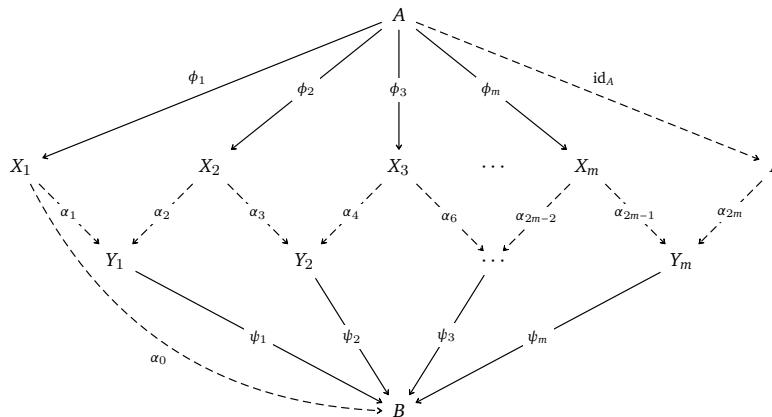 A
ϕ₁ ϕ₂ ϕ₃ ϕₘ id_A
X₁ X₂ X₃ ⋯ Xₘ
α₁ α₂ α₃ α₄ α₆ α₂ₘ₋₂ α₂ₘ₋₁ α₂ₘ
Y₁ Y₂ ⋯ Yₘ
ψ₁ ψ₂ ψ₃ ψₘ
α₀
B